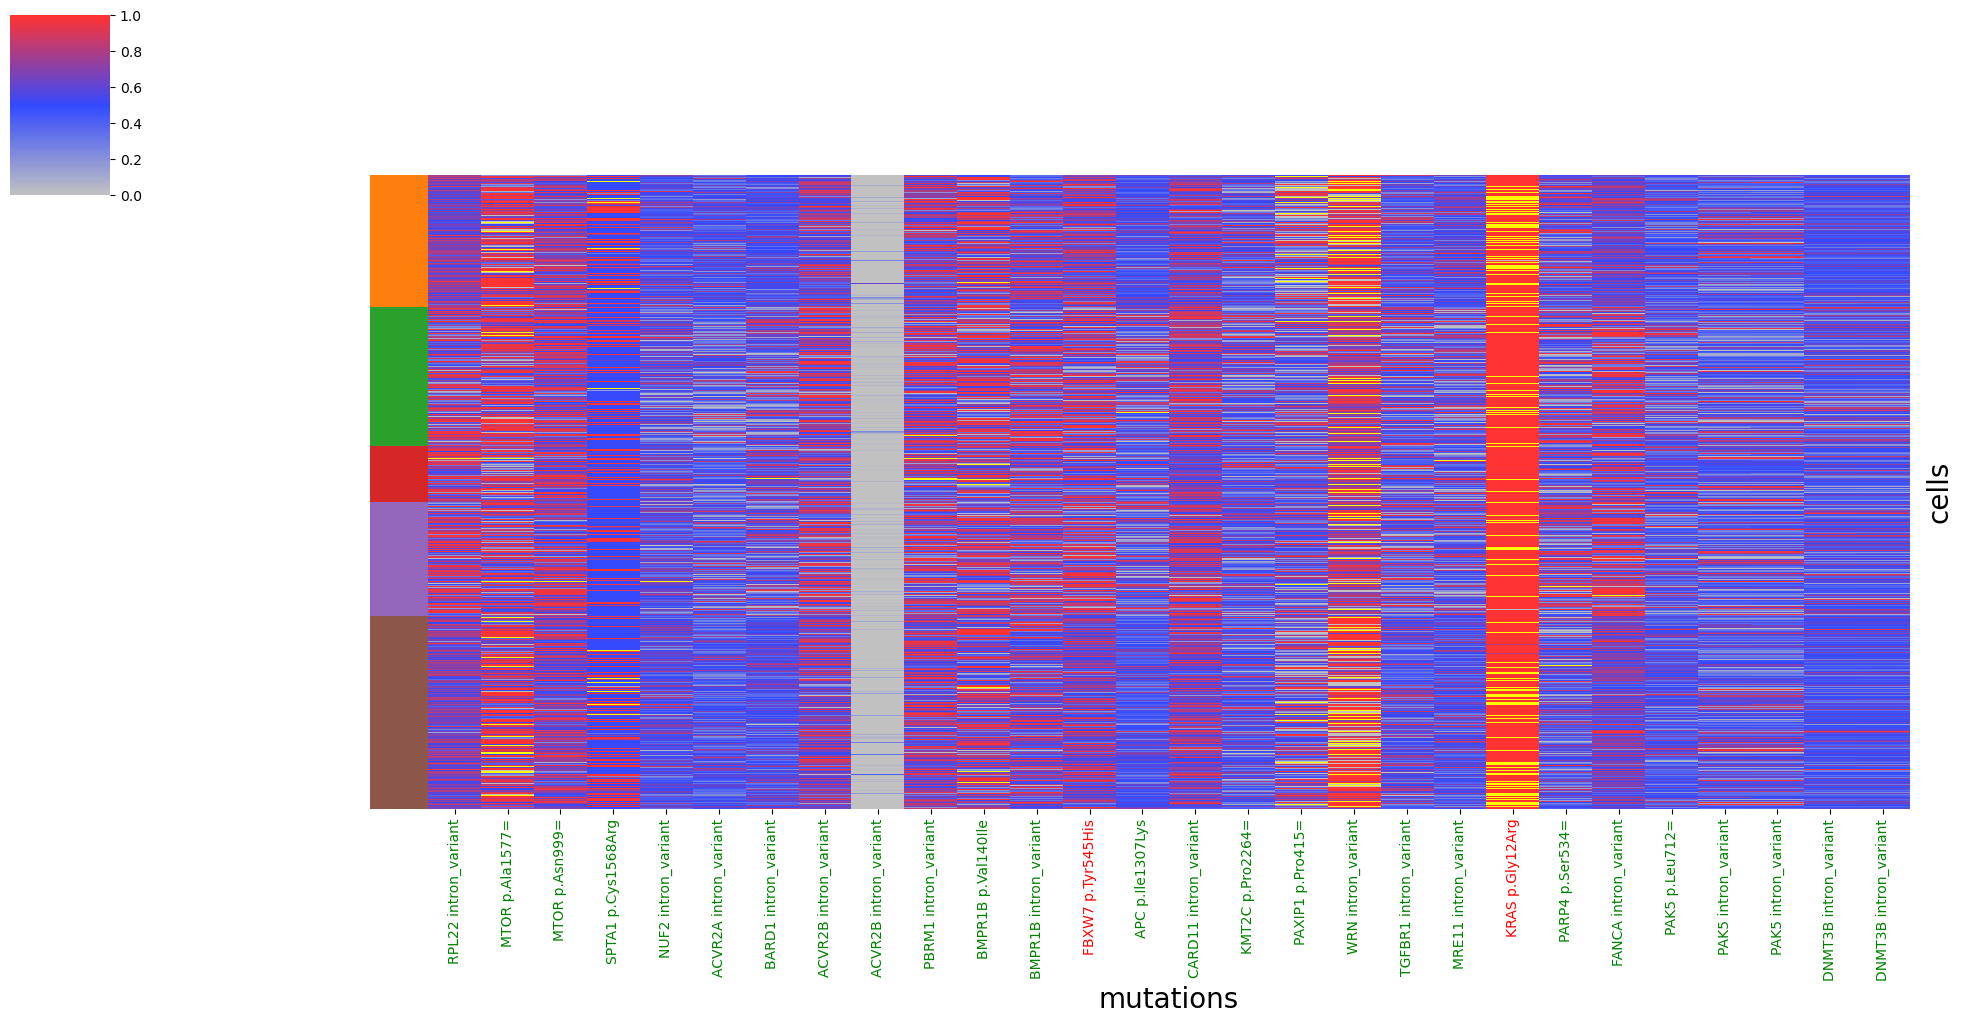 1.0
0.8
0.6
0.4
0.2
0.0
cells
RPL22 intron_variant
MTOR p.Ala1577=
MTOR p.Asn999=
SPTA1 p.Cys1568Arg
NUF2 intron_variant
ACVR2A intron_variant
BARD1 intron_variant
ACVR2B intron_variant
ACVR2B intron_variant
PBRM1 intron_variant
BMPR1B p.Val140Ile
BMPR1B intron_variant
FBXW7 p.Tyr545His
APC p.Ile1307Lys
CARD11 intron_variant
KMT2C p.Pro2264=
PAXIP1 p.Pro415=
WRN intron_variant
TGFBR1 intron_variant
MRE11 intron_variant
KRAS p.Gly12Arg
PARP4 p.Ser534=
FANCA intron_variant
PAK5 p.Leu712=
PAK5 intron_variant
PAK5 intron_variant
DNMT3B intron_variant
DNMT3B intron_variant
mutations